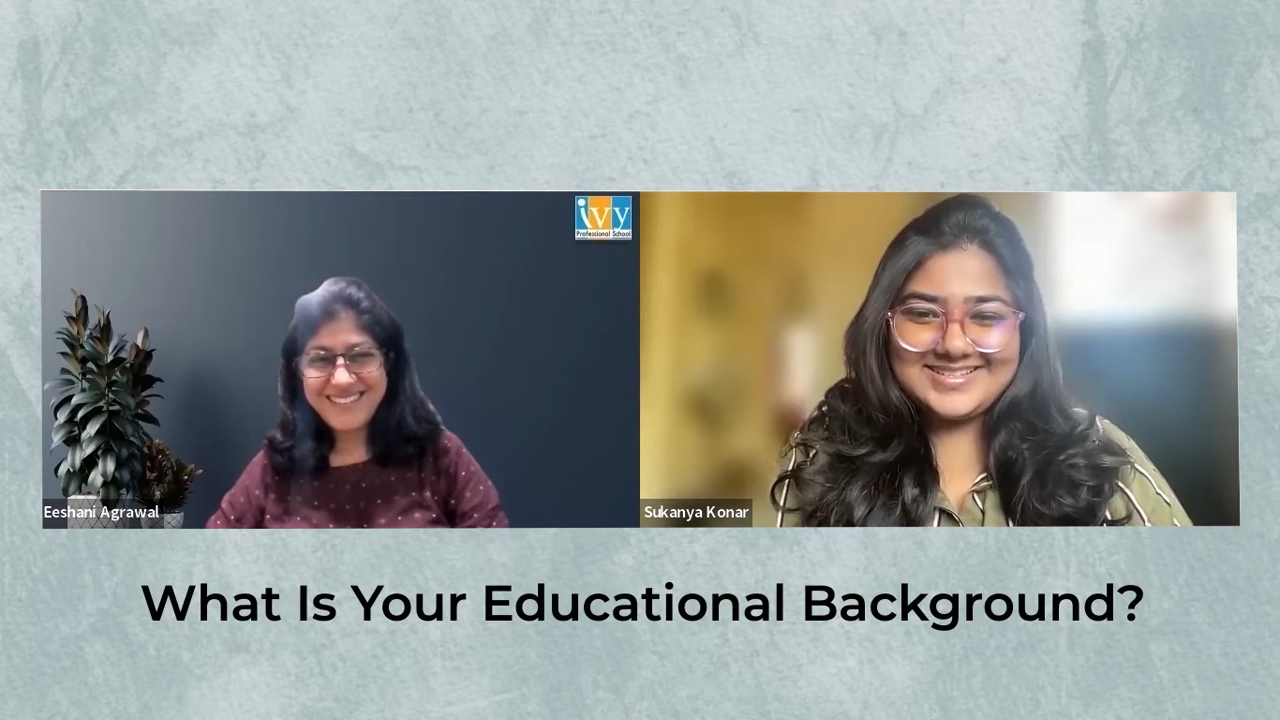 ivy
Professional School
Eeshani Agrawal
Sukanya Konar
What Is Your Educational Background?